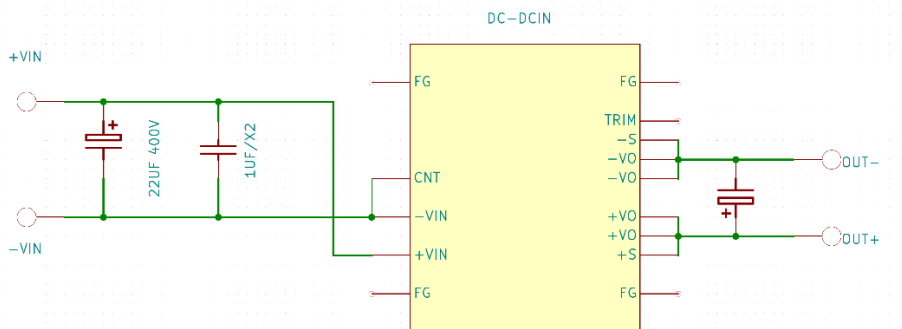 DC-DCIN
+VIN
22UF 400V
1UF/X2
-VIN
FG
CNT
-VIN
+VIN
FG
FG
TRIM
-S
-VO
-VO
+VO
+VO
+S
FG
OUT-
OUT+